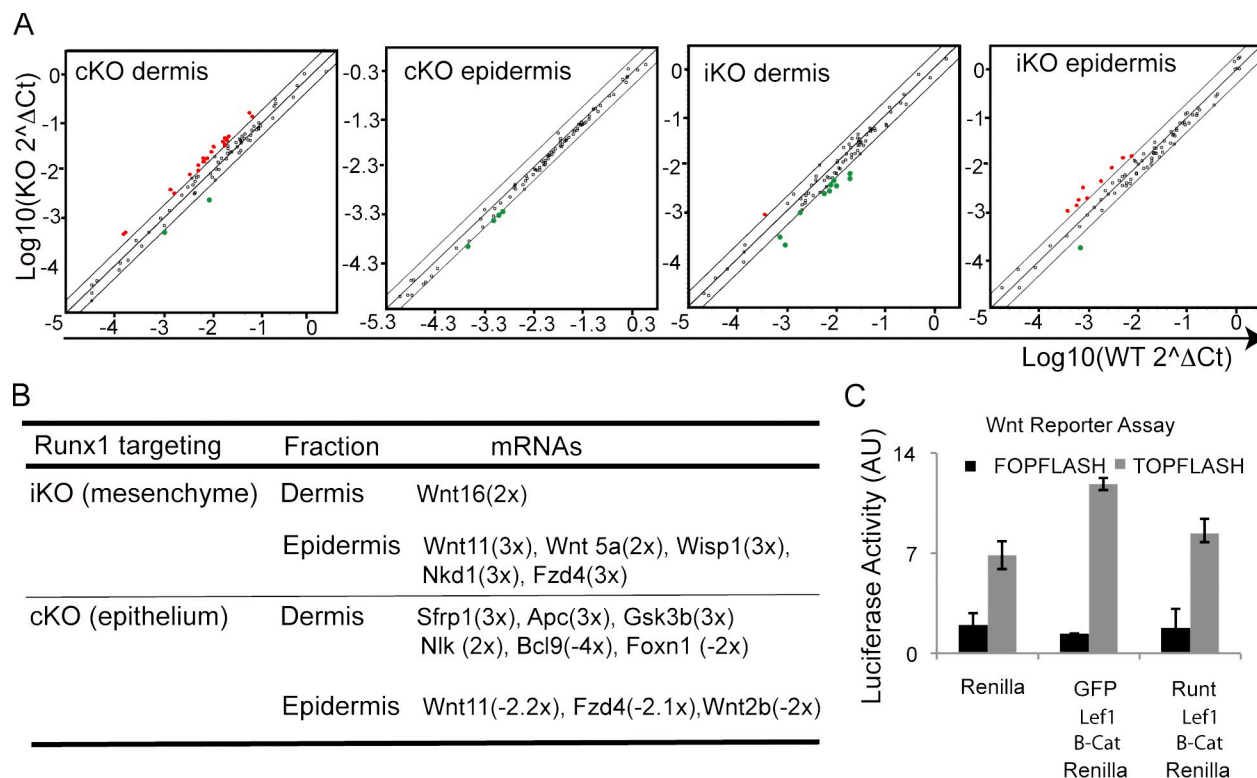 A
Log10(KO 2^ΔCt)
cKO dermis
0
-1
-2
-3
-4
-5 -4 -3 -2 -1 0
cKO epidermis
-0.3
-1.3
-2.3
-3.3
-4.3
-5.3 -4.3 -3.3 -2.3 -1.3 0.3
iKO dermis
0
-1
-2
-3
-4
-5 -4 -3 -2 -1 0
iKO epidermis
0
-1
-2
-3
-4
-5 -4 -3 -2 -1 0
Log10(WT 2^ΔCt)
B
Runx1 targeting Fraction mRNAs
iKO (mesenchyme) Dermis Wnt16(2x)
Epidermis Wnt11(3x), Wnt 5a(2x), Wisp1(3x),
Nkd1(3x), Fzd4(3x)
cKO (epithelium) Dermis Sfrp1(3x), Apc(3x), Gsk3b(3x)
Nlk (2x), Bcl9(-4x), Foxn1 (-2x)
Epidermis Wnt11(-2.2x), Fzd4(-2.1x),Wnt2b(-2x)
C
Wnt Reporter Assay
FOPFLASH TOPFLASH
Luciferase Activity (AU)
14
7
0
Renilla
GFP
Lef1
B-Cat
Renilla
Runt
Lef1
B-Cat
Renilla